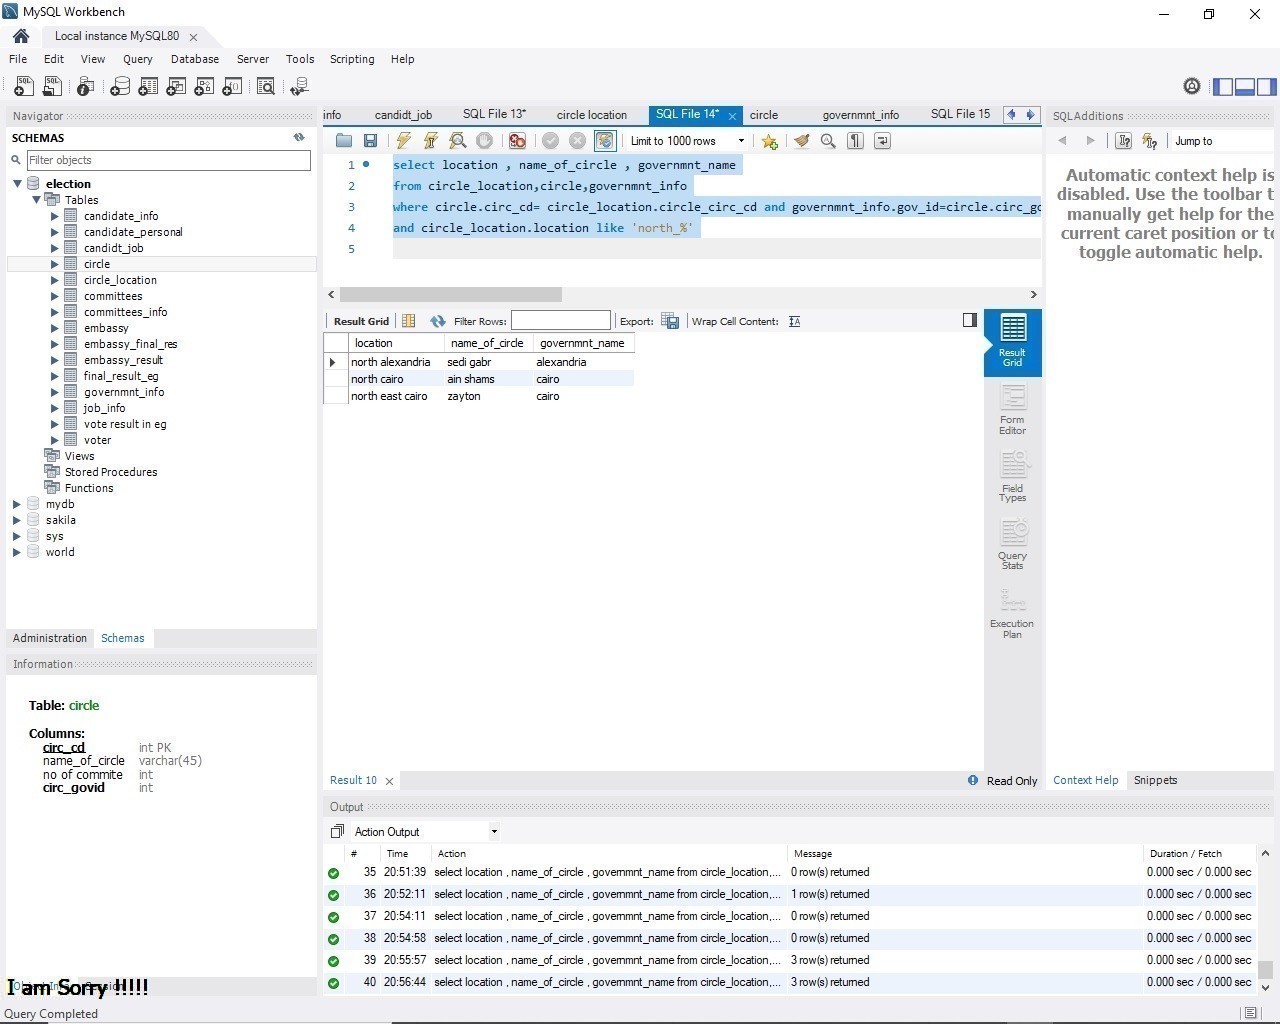 MySQL Workbench
Local instance MySQL80
File Edit View Query Database Server Tools Scripting Help
Navigator
SCHEMAS
Filter objects
election
Tables
candidate_info
candidate_personal
candidt_job
circle
circle_location
committees
committees_info
embassy
embassy_final_res
embassy_result
final_result_eg
governmnt_info
job_info
vote result in eg
voter
Views
Stored Procedures
Functions
mydb
sakila
sys
world
Administration Schemas
Information
Table: circle
Columns:
circ_cd int PK
name_of_circle varchar(45)
no of commite int
circ_govid int
I am Sorry !!!!!
Query Completed
info candidt_job SQL File 13* circle location SQL File 14* circle governmnt_info SQL File 15
Limit to 1000 rows
1 select location , name_of_circle , governmnt_name
2 from circle_location,circle,governmnt_info
3 where circle.circ_cd= circle_location.circle_circ_cd and governmnt_info.gov_id=circle.circ_go
4 and circle_location.location like 'north_%'
5
Result Grid Filter Rows: Export: Wrap Cell Content:
location name_of_circle governmnt_name
north alexandria sedi gabr alexandria
north cairo ain shams cairo
north east cairo zayton cairo
Result Grid
Form Editor
Field Types
Query Stats
Execution Plan
Result 10
Read Only
SQLAdditions
Jump to
Automatic context help is
disabled. Use the toolbar t
manually get help for the
current caret position or to
toggle automatic help.
Context Help Snippets
Output
Action Output
# Time Action Message Duration / Fetch
35 20:51:39 select location , name_of_circle , governmnt_name from circle_location,... 0 row(s) returned 0.000 sec / 0.000 sec
36 20:52:11 select location , name_of_circle , governmnt_name from circle_location,... 1 row(s) returned 0.000 sec / 0.000 sec
37 20:54:11 select location , name_of_circle , governmnt_name from circle_location,... 0 row(s) returned 0.000 sec / 0.000 sec
38 20:54:58 select location , name_of_circle , governmnt_name from circle_location,... 0 row(s) returned 0.000 sec / 0.000 sec
39 20:55:57 select location , name_of_circle , governmnt_name from circle_location,... 3 row(s) returned 0.000 sec / 0.000 sec
40 20:56:44 select location , name_of_circle , governmnt_name from circle_location,... 3 row(s) returned 0.000 sec / 0.000 sec